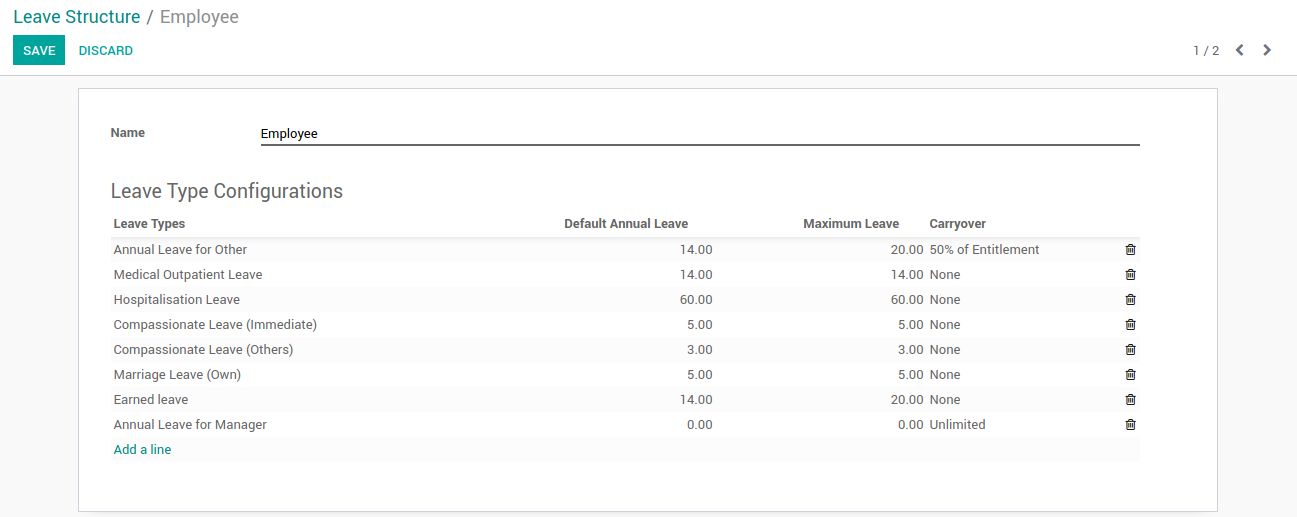 Leave Structure / Employee
SAVE DISCARD 1 / 2
Name Employee
Leave Type Configurations
Leave Types Default Annual Leave Maximum Leave Carryover
Annual Leave for Other 14.00 20.00 50% of Entitlement
Medical Outpatient Leave 14.00 14.00 None
Hospitalisation Leave 60.00 60.00 None
Compassionate Leave (Immediate) 5.00 5.00 None
Compassionate Leave (Others) 3.00 3.00 None
Marriage Leave (Own) 5.00 5.00 None
Earned leave 14.00 20.00 None
Annual Leave for Manager 0.00 0.00 Unlimited
Add a line